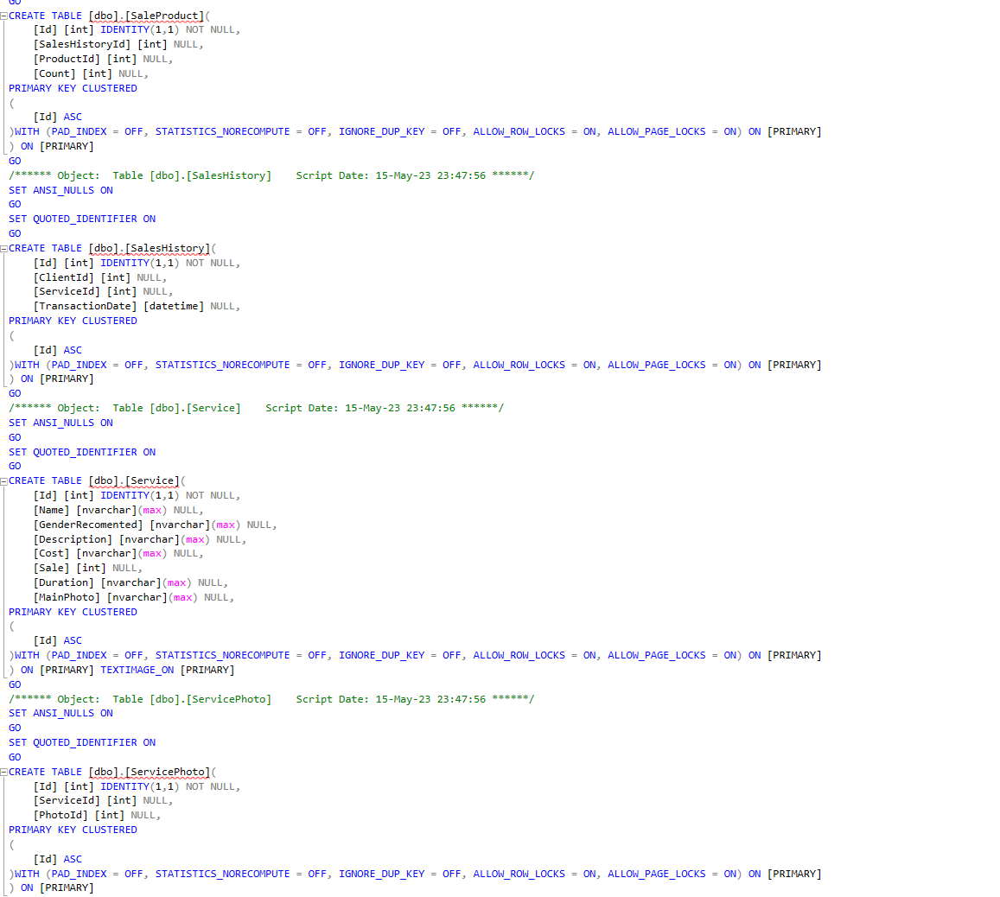 GO
CREATE TABLE [dbo].[SaleProduct](
[Id] [int] IDENTITY(1,1) NOT NULL,
[SalesHistoryId] [int] NULL,
[ProductId] [int] NULL,
[Count] [int] NULL,
PRIMARY KEY CLUSTERED
(
[Id] ASC
)WITH (PAD_INDEX = OFF, STATISTICS_NORECOMPUTE = OFF, IGNORE_DUP_KEY = OFF, ALLOW_ROW_LOCKS = ON, ALLOW_PAGE_LOCKS = ON) ON [PRIMARY]
) ON [PRIMARY]
GO
/****** Object:  Table [dbo].[SalesHistory]    Script Date: 15-May-23 23:47:56 ******/
SET ANSI_NULLS ON
GO
SET QUOTED_IDENTIFIER ON
GO
CREATE TABLE [dbo].[SalesHistory](
[Id] [int] IDENTITY(1,1) NOT NULL,
[ClientId] [int] NULL,
[ServiceId] [int] NULL,
[TransactionDate] [datetime] NULL,
PRIMARY KEY CLUSTERED
(
[Id] ASC
)WITH (PAD_INDEX = OFF, STATISTICS_NORECOMPUTE = OFF, IGNORE_DUP_KEY = OFF, ALLOW_ROW_LOCKS = ON, ALLOW_PAGE_LOCKS = ON) ON [PRIMARY]
) ON [PRIMARY]
GO
/****** Object:  Table [dbo].[Service]    Script Date: 15-May-23 23:47:56 ******/
SET ANSI_NULLS ON
GO
SET QUOTED_IDENTIFIER ON
GO
CREATE TABLE [dbo].[Service](
[Id] [int] IDENTITY(1,1) NOT NULL,
[Name] [nvarchar](max) NULL,
[GenderRecomented] [nvarchar](max) NULL,
[Description] [nvarchar](max) NULL,
[Cost] [nvarchar](max) NULL,
[Sale] [int] NULL,
[Duration] [nvarchar](max) NULL,
[MainPhoto] [nvarchar](max) NULL,
PRIMARY KEY CLUSTERED
(
[Id] ASC
)WITH (PAD_INDEX = OFF, STATISTICS_NORECOMPUTE = OFF, IGNORE_DUP_KEY = OFF, ALLOW_ROW_LOCKS = ON, ALLOW_PAGE_LOCKS = ON) ON [PRIMARY]
) ON [PRIMARY] TEXTIMAGE_ON [PRIMARY]
GO
/****** Object:  Table [dbo].[ServicePhoto]    Script Date: 15-May-23 23:47:56 ******/
SET ANSI_NULLS ON
GO
SET QUOTED_IDENTIFIER ON
GO
CREATE TABLE [dbo].[ServicePhoto](
[Id] [int] IDENTITY(1,1) NOT NULL,
[ServiceId] [int] NULL,
[PhotoId] [int] NULL,
PRIMARY KEY CLUSTERED
(
[Id] ASC
)WITH (PAD_INDEX = OFF, STATISTICS_NORECOMPUTE = OFF, IGNORE_DUP_KEY = OFF, ALLOW_ROW_LOCKS = ON, ALLOW_PAGE_LOCKS = ON) ON [PRIMARY]
) ON [PRIMARY]